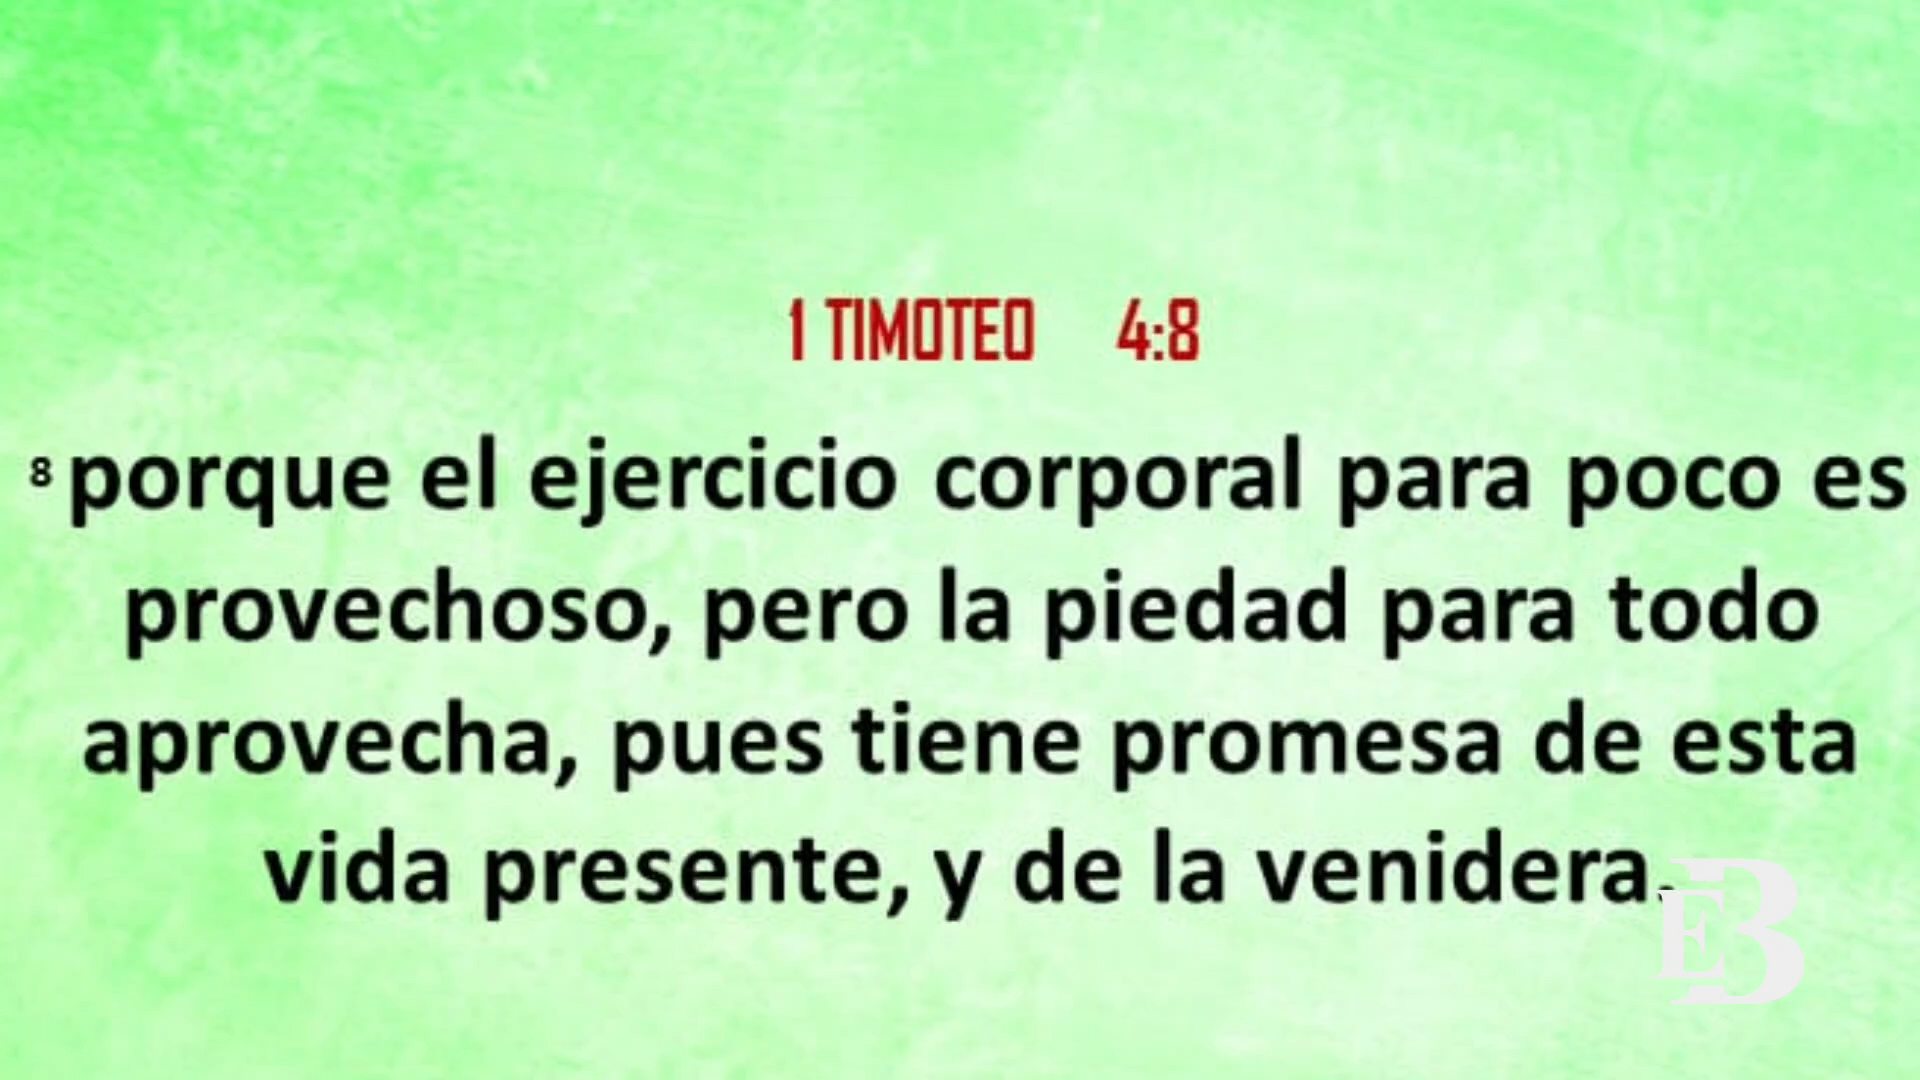 1 TIMOTEO 4:8
8 porque el ejercicio corporal para poco es
provechoso, pero la piedad para todo
aprovecha, pues tiene promesa de esta
vida presente, y de la venidera.
EB